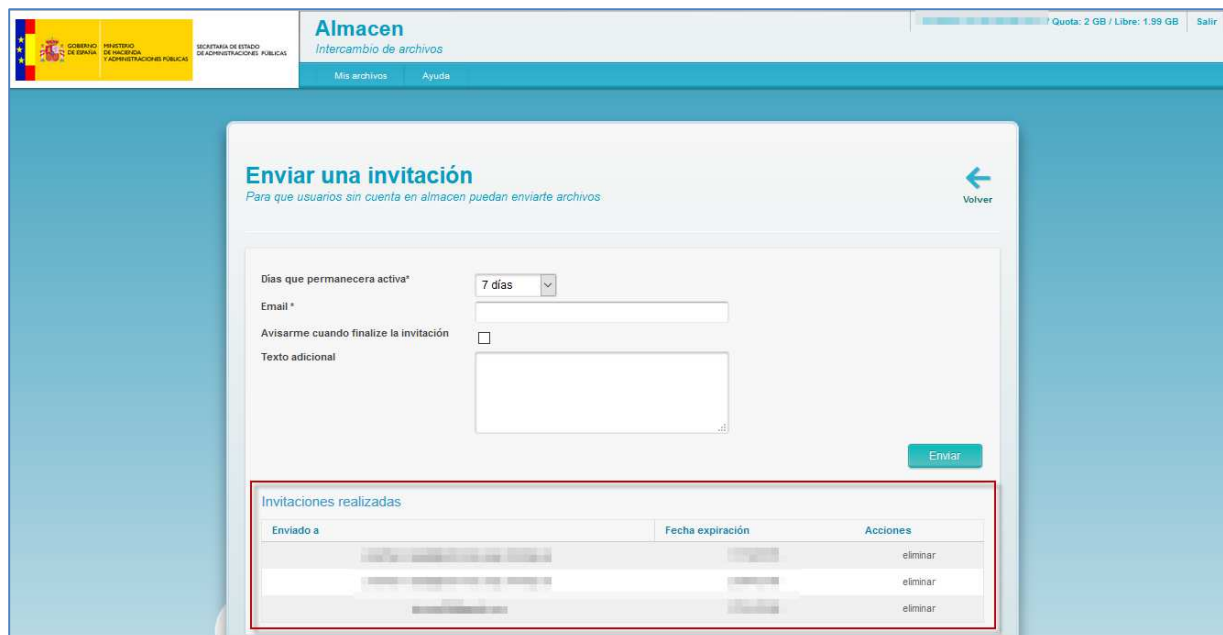 GOBIERNO DE ESPAÑA
MINISTERIO DE HACIENDA Y ADMINISTRACIONES PÚBLICAS
SECRETARÍA DE ESTADO DE ADMINISTRACIONES PÚBLICAS
Almacen
Intercambio de archivos
/ Quota: 2 GB / Libre: 1.99 GB
Salir
Mis archivos
Ayuda
Enviar una invitación
Para que usuarios sin cuenta en almacen puedan enviarte archivos
Volver
Días que permanecera activa*
7 días
Email *
Avisarme cuando finalize la invitación
Texto adicional
Enviar
Invitaciones realizadas
Enviado a Fecha expiración Acciones
eliminar
eliminar
eliminar